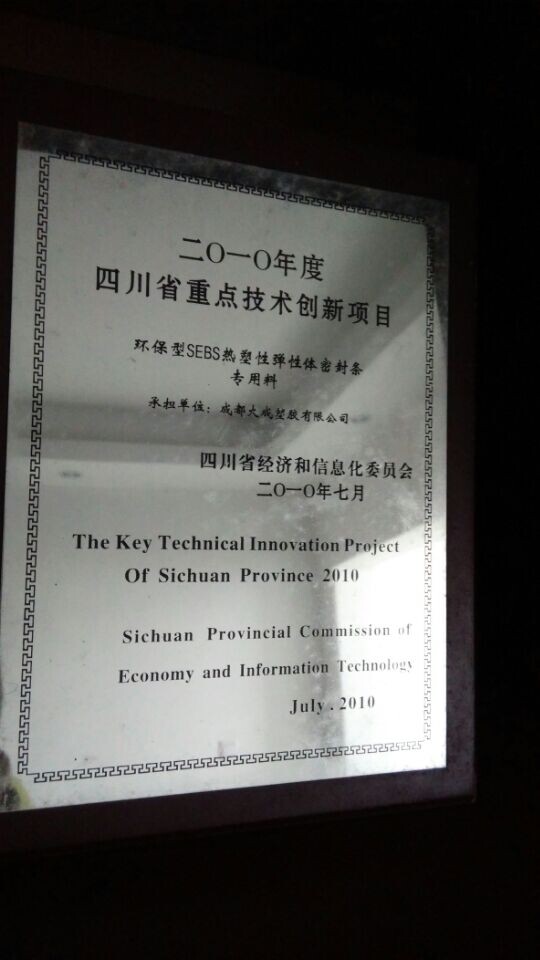 二〇一〇年度
四川省重点技术创新项目
环保型SEBS热塑性弹性体密封条
专用料
承担单位：成都大成塑胶有限公司
四川省经济和信息化委员会
二〇一〇年七月
The Key Technical Innovation Project
Of Sichuan Province 2010
Sichuan Provincial Commission of
Economy and Information Technology
July . 2010